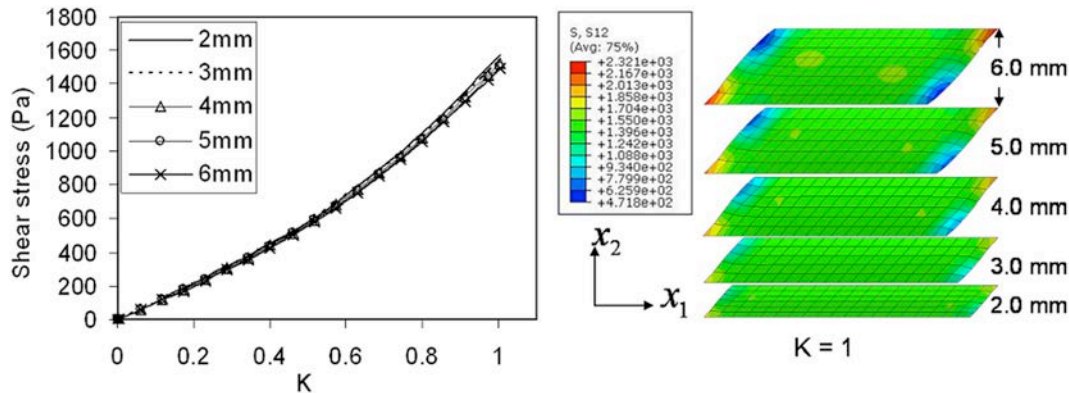 1800
1600
1400
1200
1000
800
600
400
200
0
Shear stress (Pa)
2mm
3mm
4mm
5mm
6mm
0
0.2
0.4
0.6
0.8
1
K
S, S12
(Avg: 75%)
+2.321e+03
+2.167e+03
+2.013e+03
+1.858e+03
+1.704e+03
+1.550e+03
+1.396e+03
+1.242e+03
+1.088e+03
+9.340e+02
+7.799e+02
+6.259e+02
+4.718e+02
x2
x1
6.0 mm
5.0 mm
4.0 mm
3.0 mm
2.0 mm
K = 1